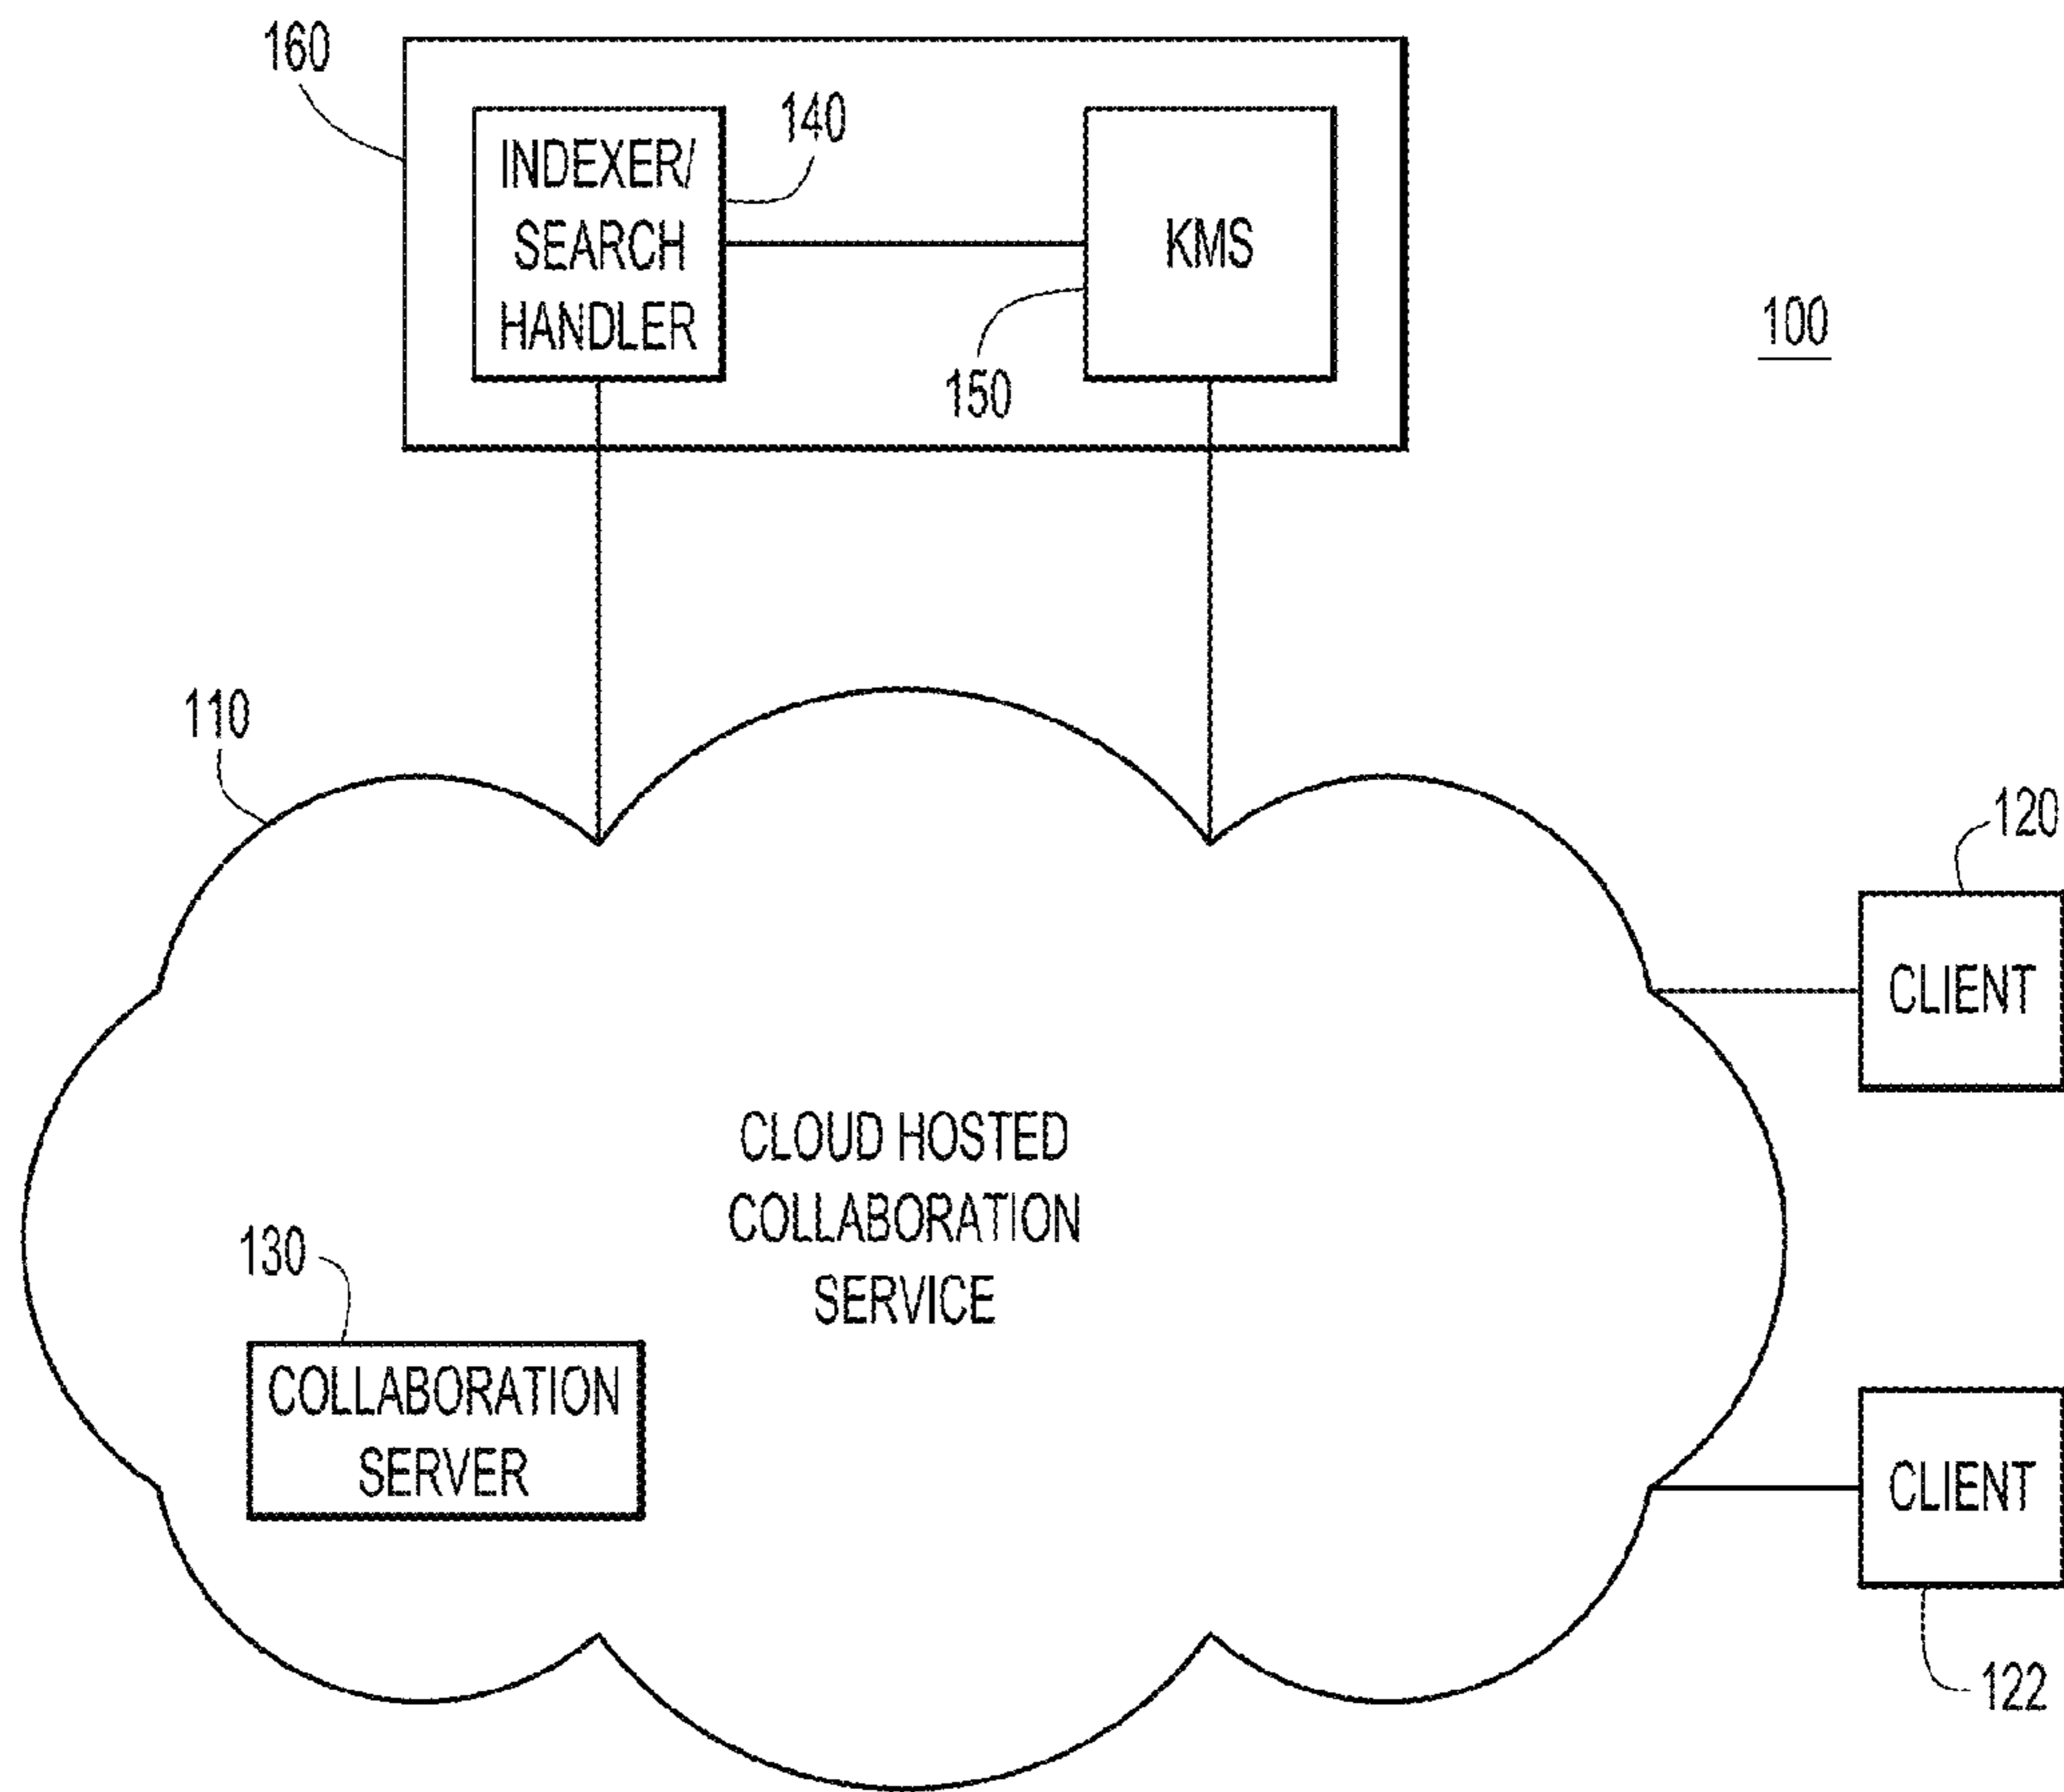 160
140
INDEXER/
SEARCH
HANDLER
KMS
150
100
110
120
CLIENT
CLOUD HOSTED
COLLABORATION
SERVICE
130
COLLABORATION
SERVER
CLIENT
122